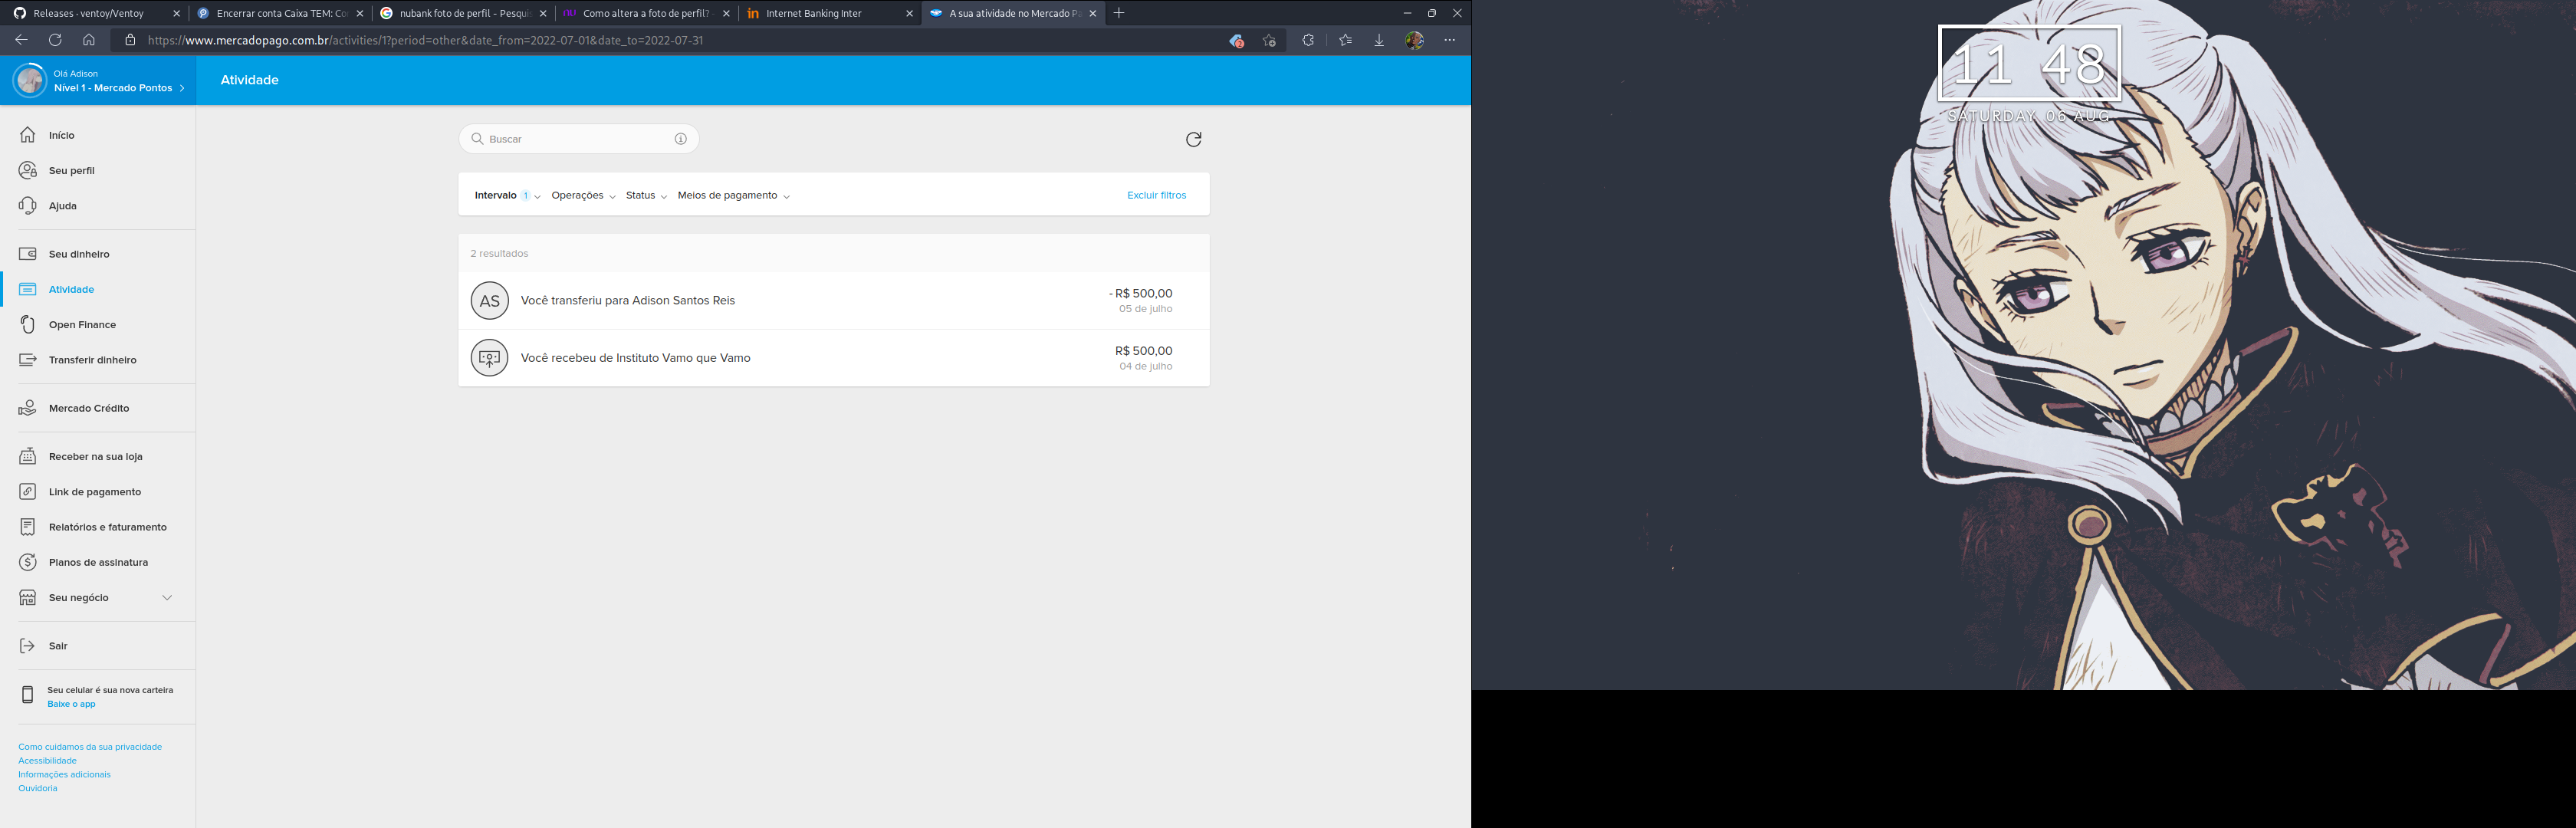 Releases · ventoy/Ventoy
Encerrar conta Caixa TEM: Co
nubank foto de perfil - Pesqui
Como altera a foto de perfil? -
Internet Banking Inter
A sua atividade no Mercado Pa
https://www.mercadopago.com.br/activities/1?period=other&date_from=2022-07-01&date_to=2022-07-31
2
Olá Adison
Nível 1 - Mercado Pontos
Atividade
Início
Seu perfil
Ajuda
Seu dinheiro
Atividade
Open Finance
Transferir dinheiro
Mercado Crédito
Receber na sua loja
Link de pagamento
Relatórios e faturamento
Planos de assinatura
Seu negócio
Sair
Seu celular é sua nova carteira
Baixe o app
Como cuidamos da sua privacidade
Acessibilidade
Informações adicionais
Ouvidoria
Buscar
Intervalo 1 Operações Status Meios de pagamento Excluir filtros
2 resultados
AS Você transferiu para Adison Santos Reis - R$ 500,00
05 de julho
Você recebeu de Instituto Vamo que Vamo R$ 500,00
04 de julho
11 48
SATURDAY 06 AUG